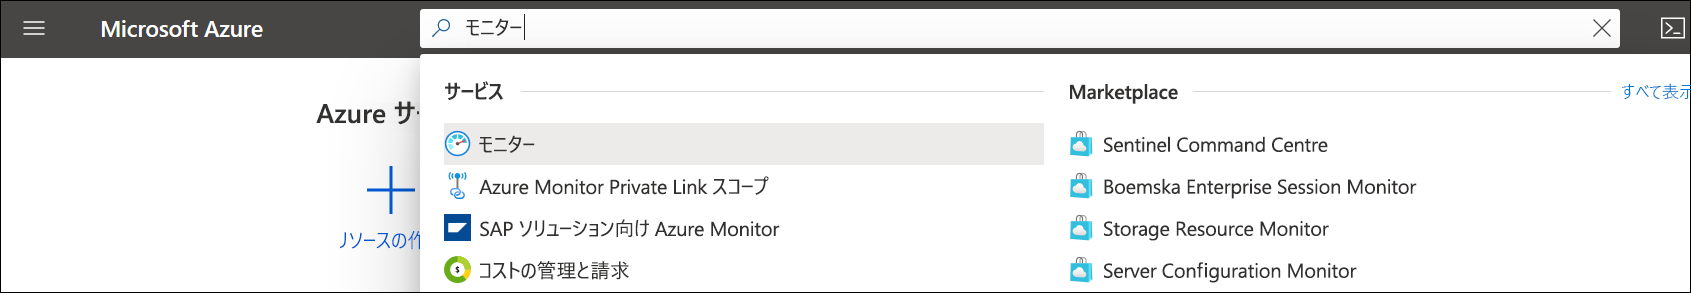 Microsoft Azure
モニター
サービス
Marketplace
すべて表示
Azure サ
モニター
Sentinel Command Centre
Azure Monitor Private Link スコープ
Boemska Enterprise Session Monitor
SAP ソリューション向け Azure Monitor
Storage Resource Monitor
リソースの作
コストの管理と請求
Server Configuration Monitor